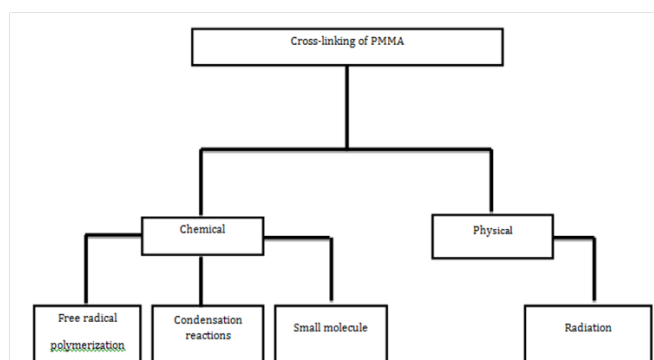 Cross-linking of PMMA
Chemical
Physical
Free radical
polymerization
Condensation
reactions
Small molecule
Radiation